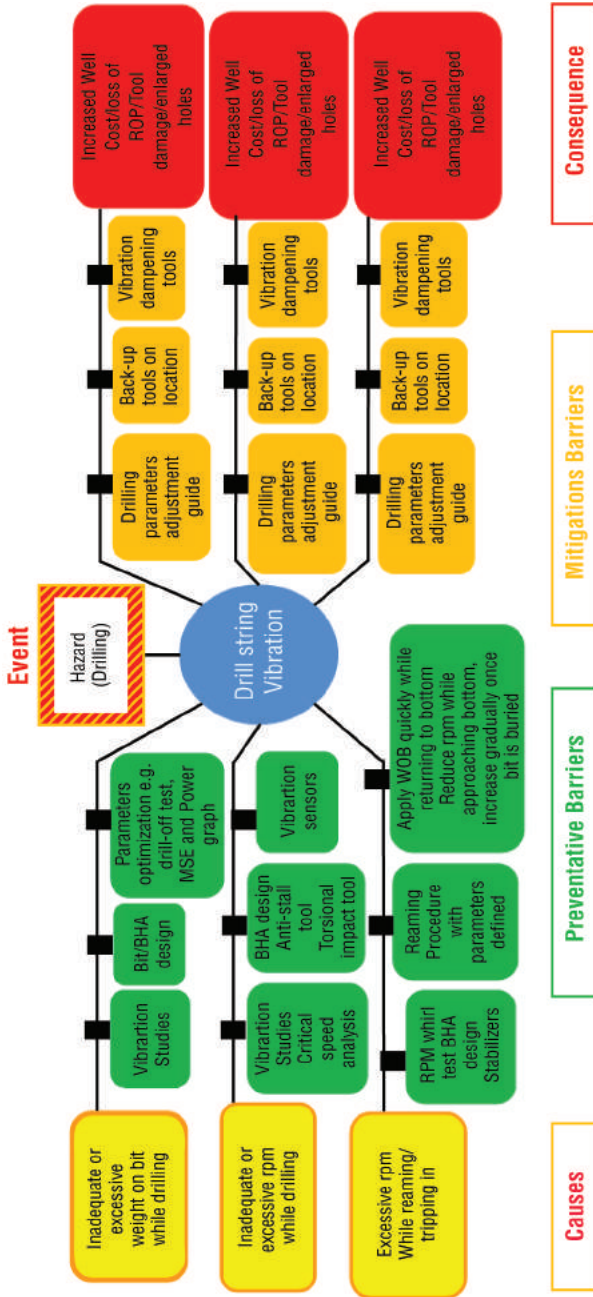 Event
Hazard
(Drilling)
Drill string
Vibration
Inadequate or
excessive
weight on bit
while drilling
Vibrartion
Studies
Bit/BHA
design
Parameters
optimization e.g.
drill-off test,
MSE and Power
graph
Drilling
parameters
adjustment
guide
Back-up
tools on
location
Vibration
dampening
tools
Increased Well
Cost/loss of
ROP/Tool
damage/enlarged
holes
Inadequate or
excessive rpm
while drilling
Vibrartion
Studies
Critical
speed
analysis
BHA design
Anti-stall
tool
Torsional
impact tool
Vibrartion
sensors
Drilling
parameters
adjustment
guide
Back-up
tools on
location
Vibration
dampening
tools
Increased Well
Cost/loss of
ROP/Tool
damage/enlarged
holes
Excessive rpm
While reaming/
tripping in
RPM whirl
test BHA
design
Stabilizers
Reaming
Procedure
with
parameters
defined
Apply WOB quickly while
returning to bottom
Reduce rpm while
approaching bottom,
increase gradually once
bit is buried
Drilling
parameters
adjustment
guide
Back-up
tools on
location
Vibration
dampening
tools
Increased Well
Cost/loss of
ROP/Tool
damage/enlarged
holes
Causes
Preventative Barriers
Mitigations Barriers
Consequence